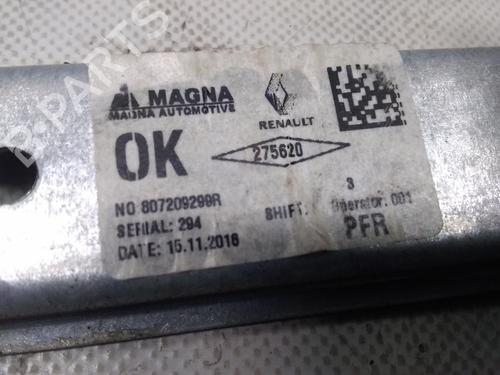 MAGNA
MAGNA AUTOMOTIVE
RENAULT
OK
275620
NO 807209299R
SERIAL: 294
SHIFT:
3
Operator: 001
DATE: 15.11.2016
PFR
B-PARTS